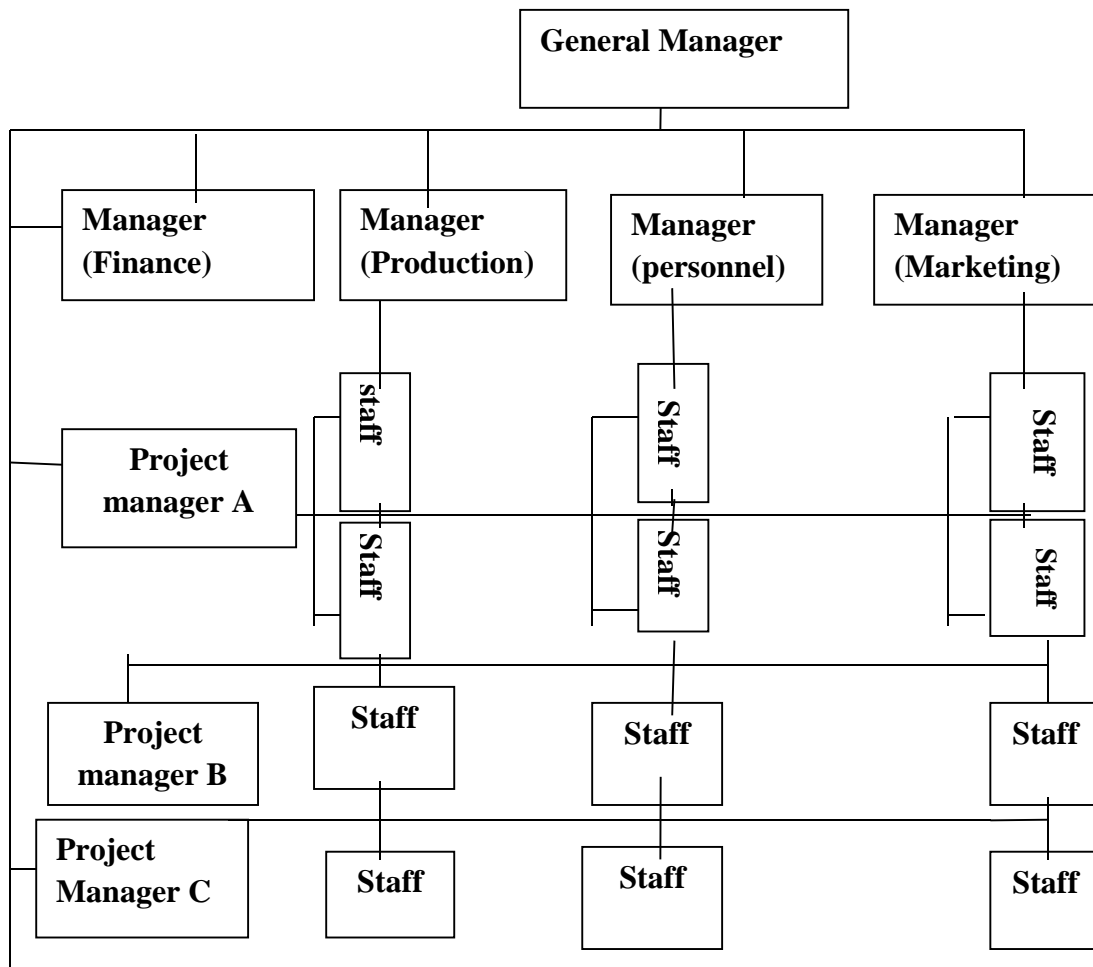 General Manager
Manager
(Finance)
Manager
(Production)
Manager
(personnel)
Manager
(Marketing)
staff
Staff
Staff
Project
manager A
Staff
Staff
Staff
Project
manager B
Staff
Staff
Staff
Project
Manager C
Staff
Staff
Staff